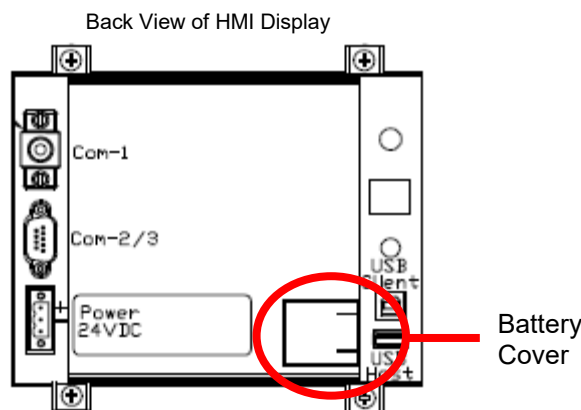 Back View of HMI Display
Com-1
Com-2/3
USB
Client
+
Power
24VDC
USB
Host
Battery
Cover